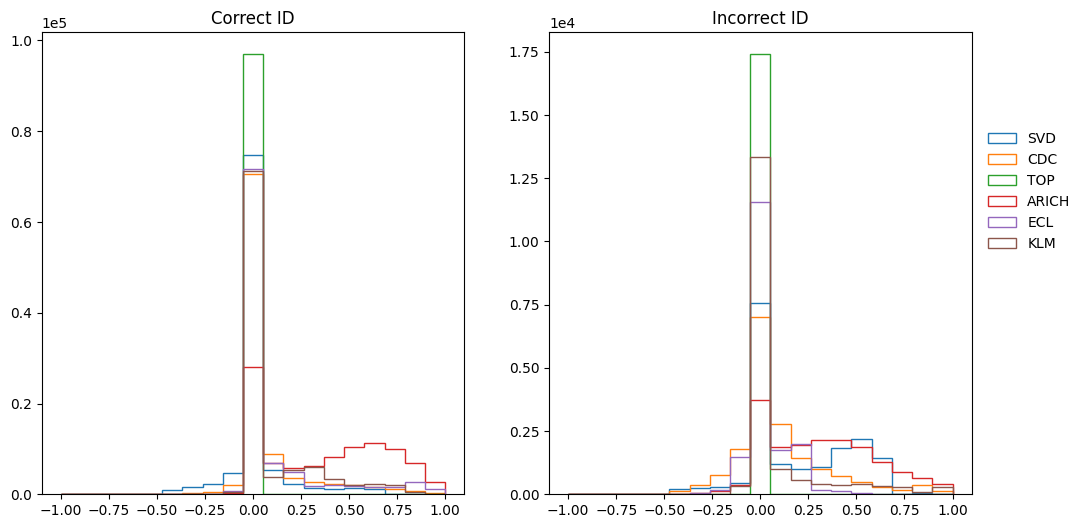 Correct ID
1e5
1.0
0.8
0.6
0.4
0.2
0.0
−1.00 −0.75 −0.50 −0.25 0.00 0.25 0.50 0.75 1.00
Incorrect ID
1e4
1.75
1.50
1.25
1.00
0.75
0.50
0.25
0.00
−1.00 −0.75 −0.50 −0.25 0.00 0.25 0.50 0.75 1.00
SVD
CDC
TOP
ARICH
ECL
KLM